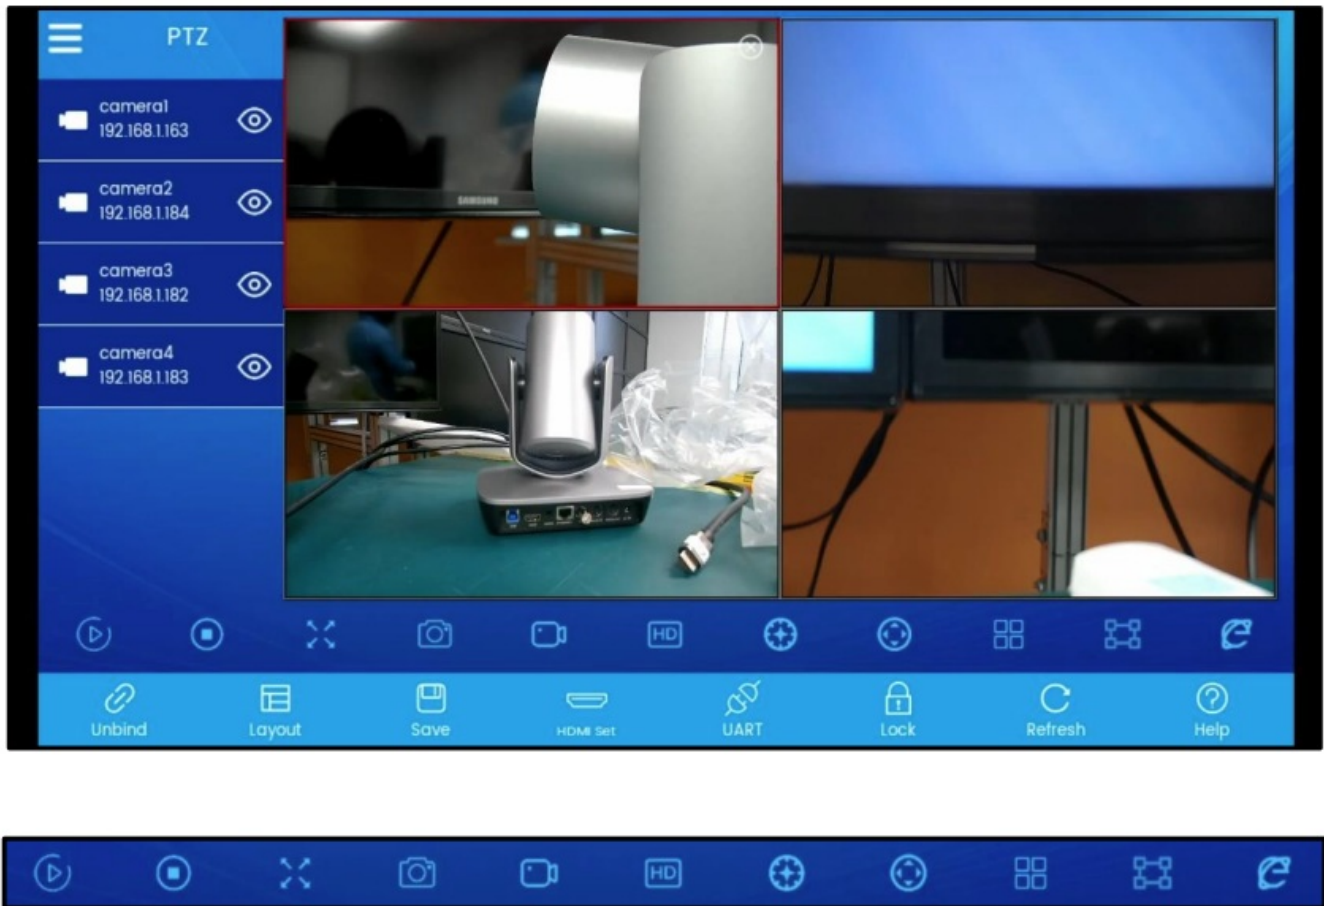 PTZ
camera1
192.168.1.163
camera2
192.168.1.184
camera3
192.168.1.182
camera4
192.168.1.183
SAMSUNG
HD
Unbind
Layout
Save
HDMI Set
UART
Lock
Refresh
Help
HD